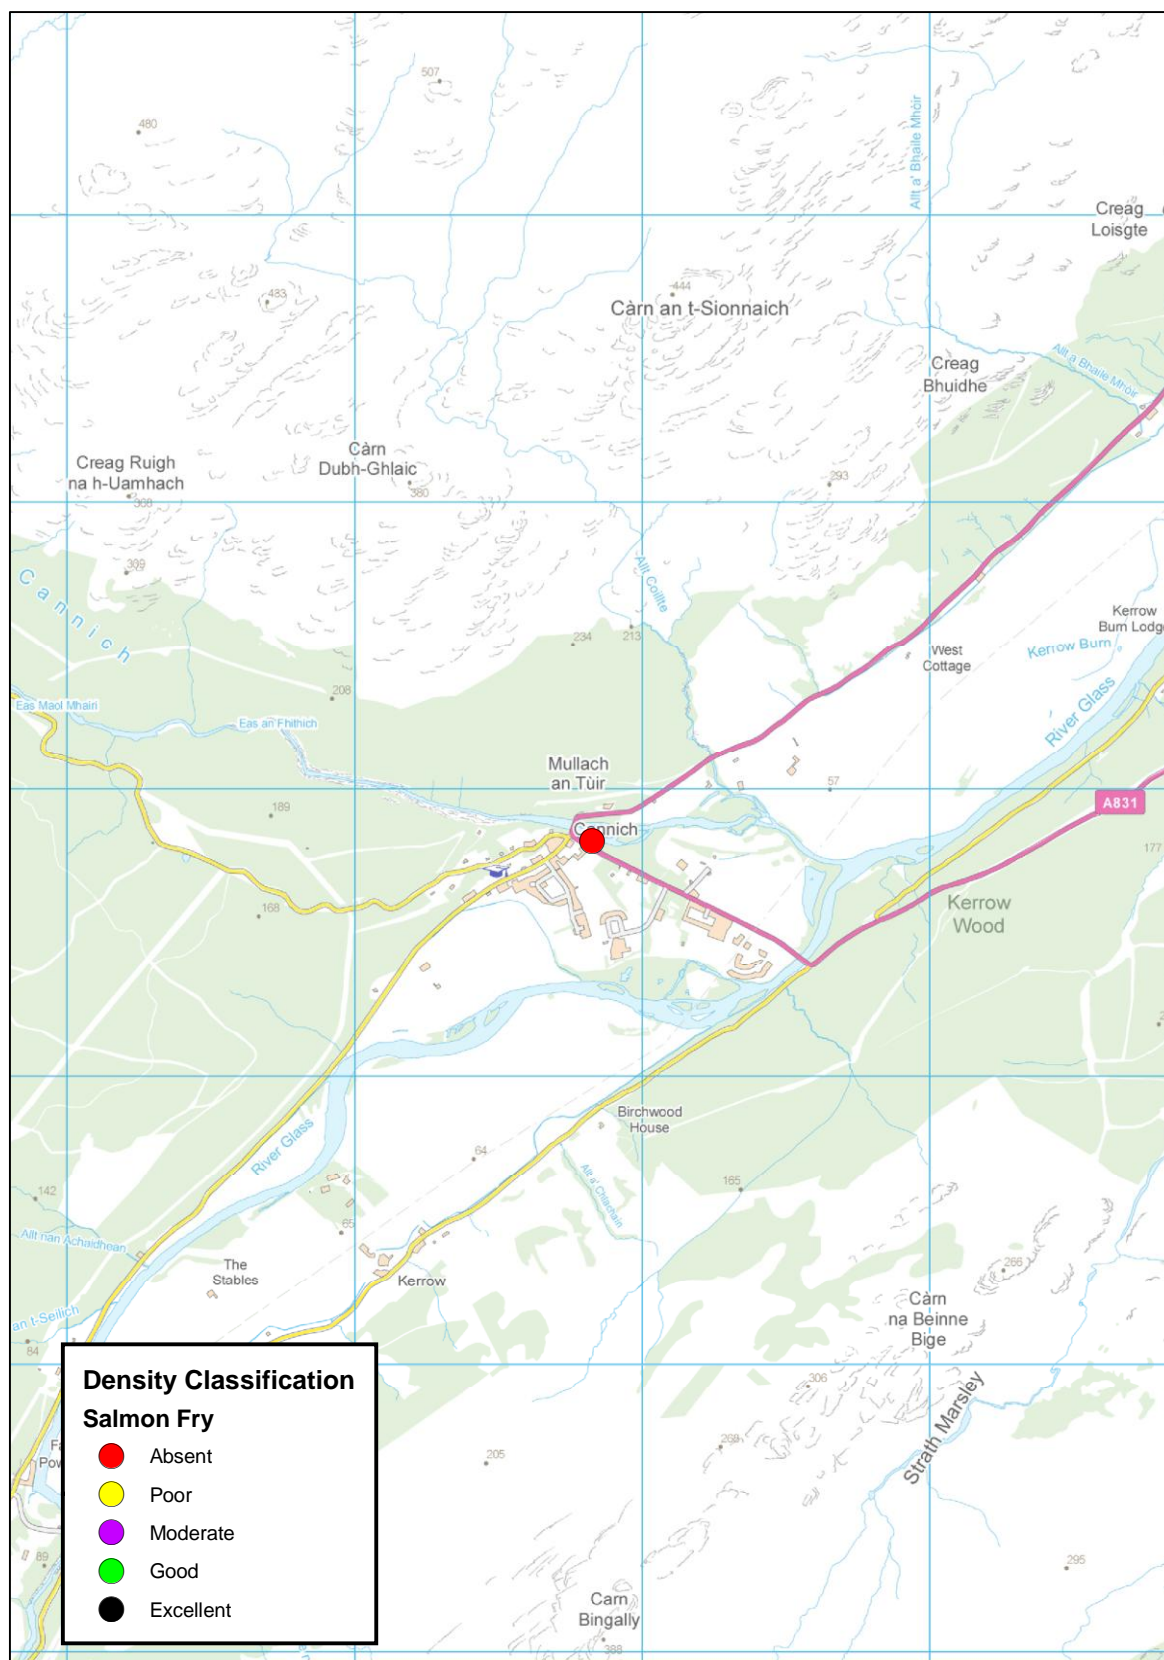 507
480
Allt a' Bhaile Mhòir
Creag
Loisgte
433
444
Càrn an t-Sionnaich
Allt a Bhaile Mhòir
Creag
Bhuidhe
Càrn
Dubh-Ghlaic
380
Creag Ruigh
na h-Uamhach
368
293
339
Cannich
Allt Coillte
234
213
Kerrow
Burn Lodge
Kerrow Burn
West
Cottage
208
Eas Maol Mhairi
Eas an Fhithich
River Glass
Mullach
an Tùir
57
189
A831
Cannich
177
168
Kerrow
Wood
Birchwood
House
River Glass
64
Allt a' Chlachain
165
142
65
Allt nan Achaidhean
The
Stables
Kerrow
266
Càrn
na Beinne
Bige
an t-Seilich
84
306
Strath Marsley
268
205
295
89
Carn
Bingally
388
Density Classification
Salmon Fry
Absent
Poor
Moderate
Good
Excellent